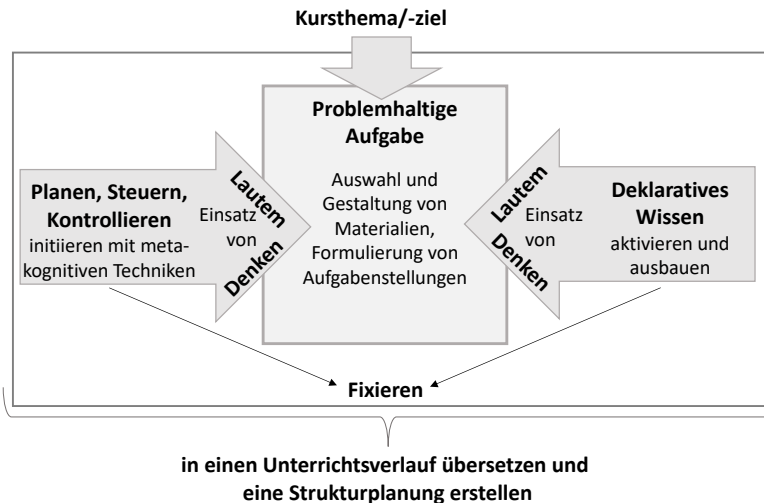 Kursthema/-ziel
Problemhaltige
Aufgabe
Auswahl und
Gestaltung von
Materialien,
Formulierung von
Aufgabenstellungen
Planen, Steuern,
Kontrollieren
initiieren mit meta-
kognitiven Techniken
Einsatz
von
Lautem
Denken
Lautem
Denken
Einsatz
von
Deklaratives
Wissen
aktivieren und
ausbauen
Fixieren
in einen Unterrichtsverlauf übersetzen und
eine Strukturplanung erstellen